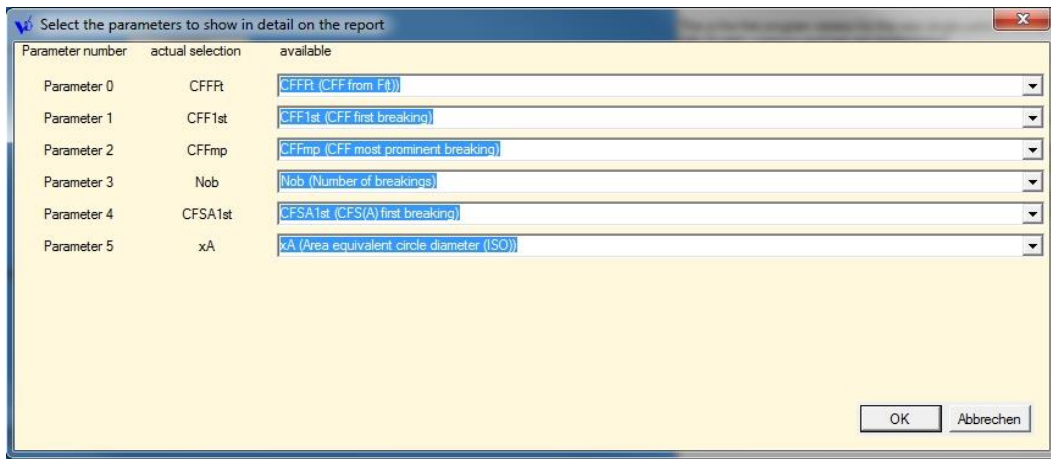 Select the parameters to show in detail on the report
Parameter number actual selection available
Parameter 0 CFFFt CFFFt (CFF from F(t))
Parameter 1 CFF1st CFF1st (CFF first breaking)
Parameter 2 CFFmp CFFmp (CFF most prominent breaking)
Parameter 3 Nob Nob (Number of breakings)
Parameter 4 CFSA1st CFSA1st (CFS(A) first breaking)
Parameter 5 xA xA (Area equivalent circle diameter (ISO))
OK Abbrechen